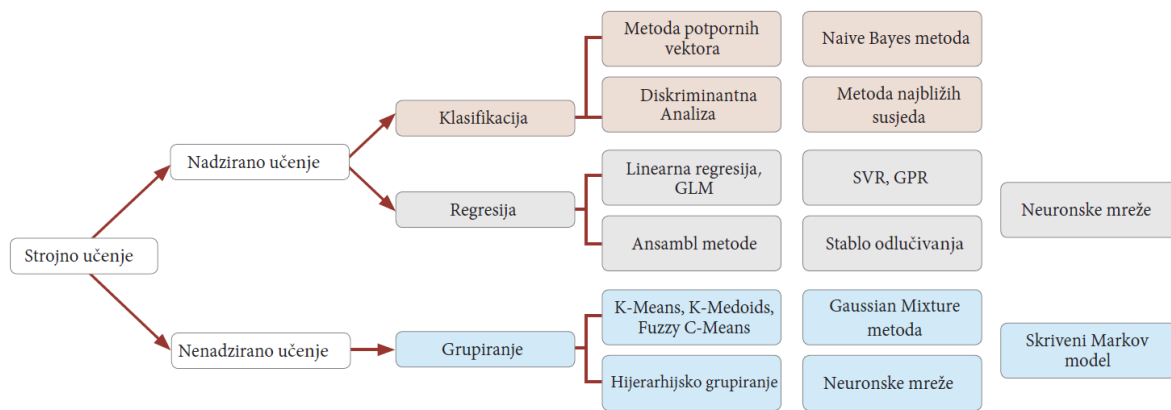 Strojno učenje
Nadzirano učenje
Nenadzirano učenje
Klasifikacija
Regresija
Grupiranje
Metoda potpornih
vektora
Naive Bayes metoda
Diskriminantna
Analiza
Metoda najbližih
susjeda
Linearna regresija,
GLM
SVR, GPR
Ansambl metode
Stablo odlučivanja
Neuronske mreže
K-Means, K-Medoids,
Fuzzy C-Means
Gaussian Mixture
metoda
Hijerarhijsko grupiranje
Neuronske mreže
Skriveni Markov
model